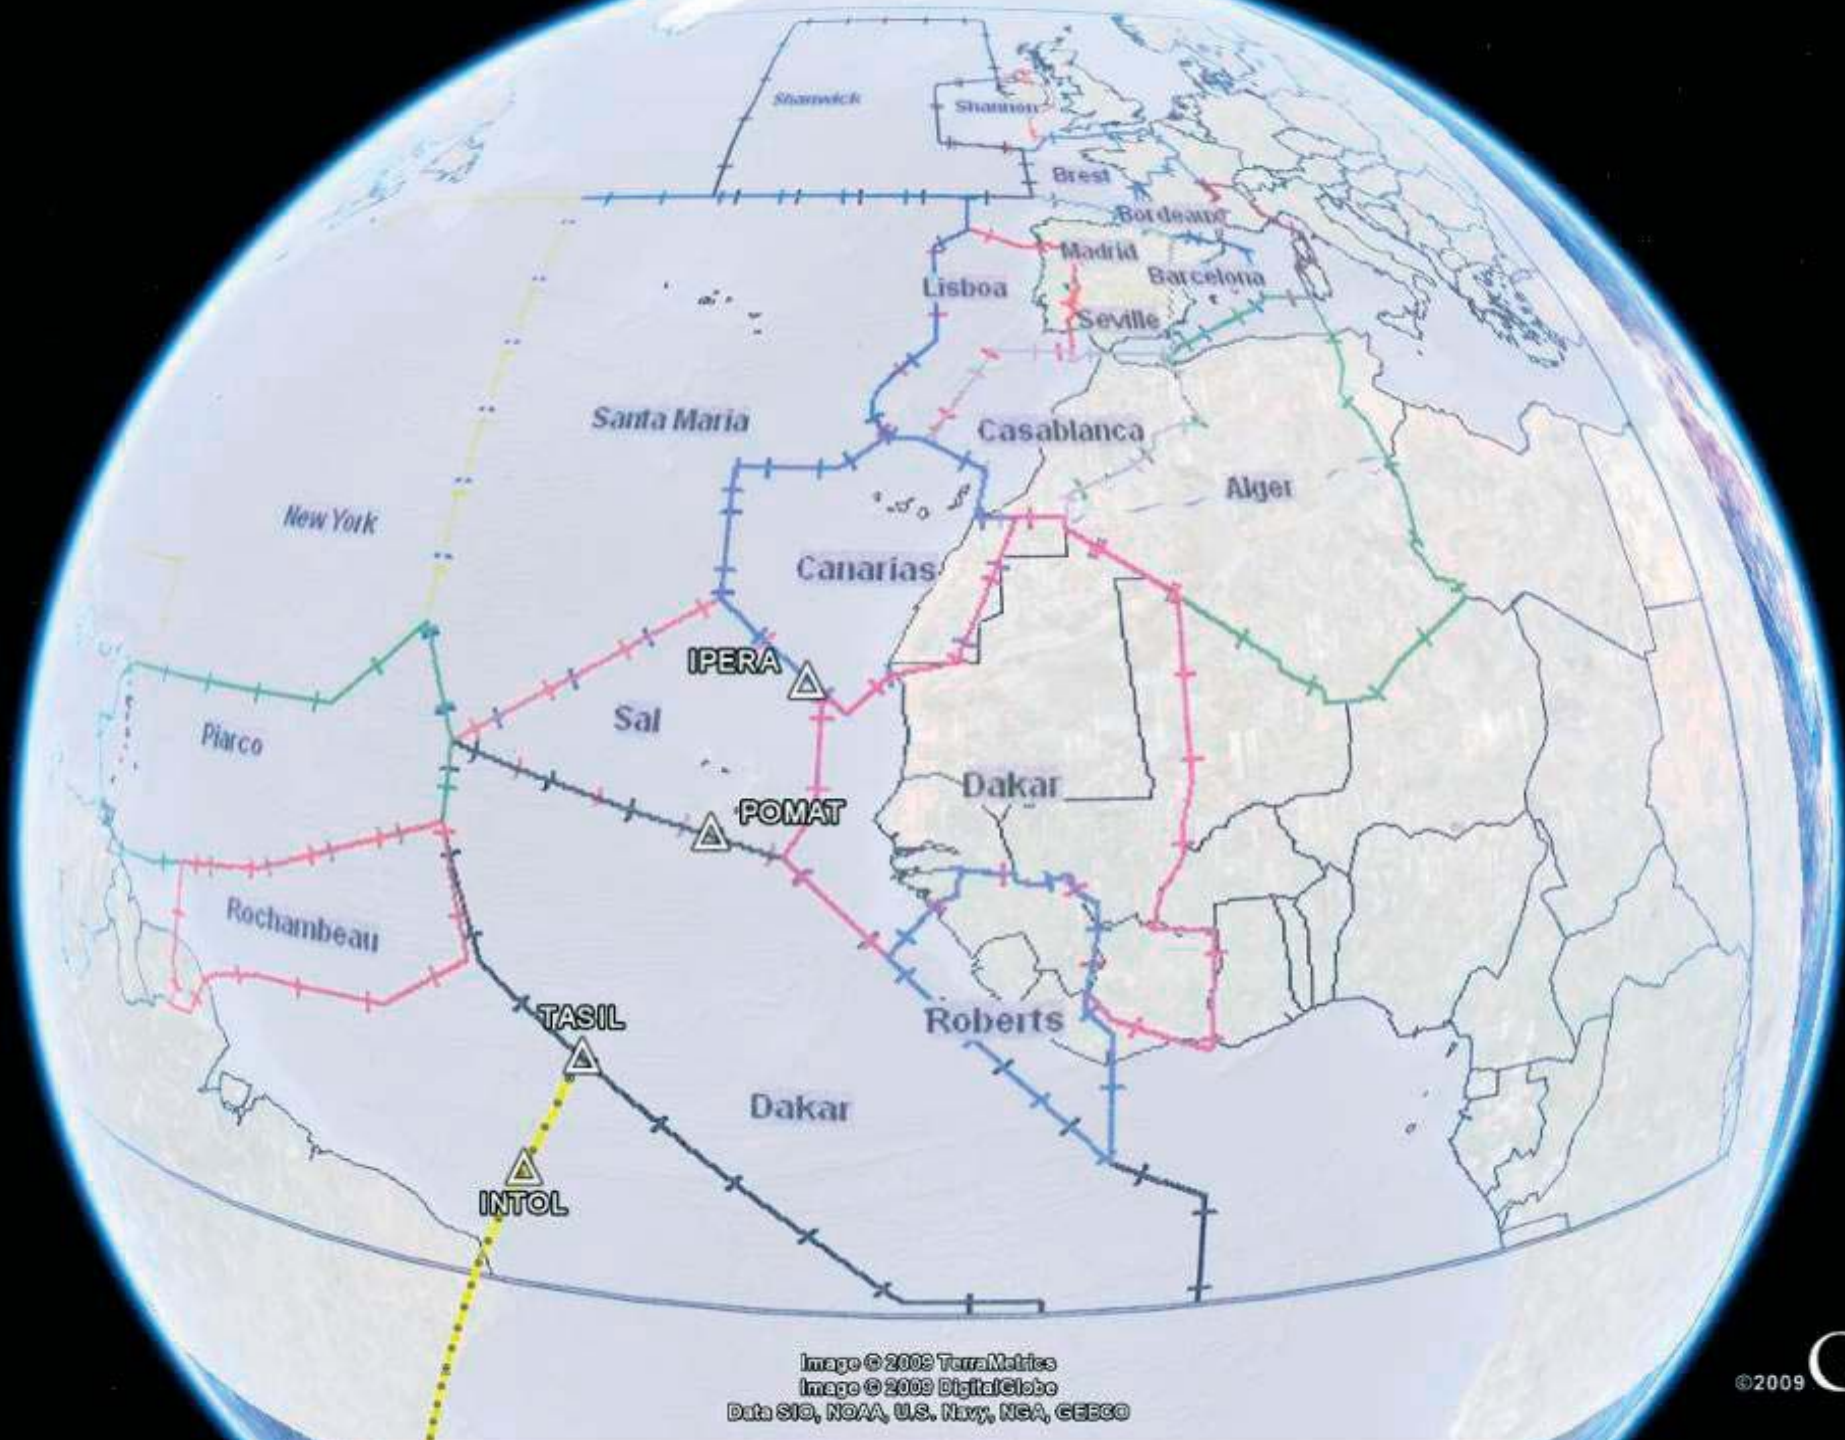 Shanwick
Shannon
Brest
Bordeaux
Madrid
Barcelona
Lisboa
Seville
Santa Maria
Casablanca
Alger
New York
Canarias
IPERA
Sal
Piarco
Dakar
POMAT
Rochambeau
TASIL
Roberts
Dakar
INTOL
Image © 2009 TerraMetrics
Image © 2009 DigitalGlobe
Data SIO, NOAA, U.S. Navy, NGA, GEBCO
©2009